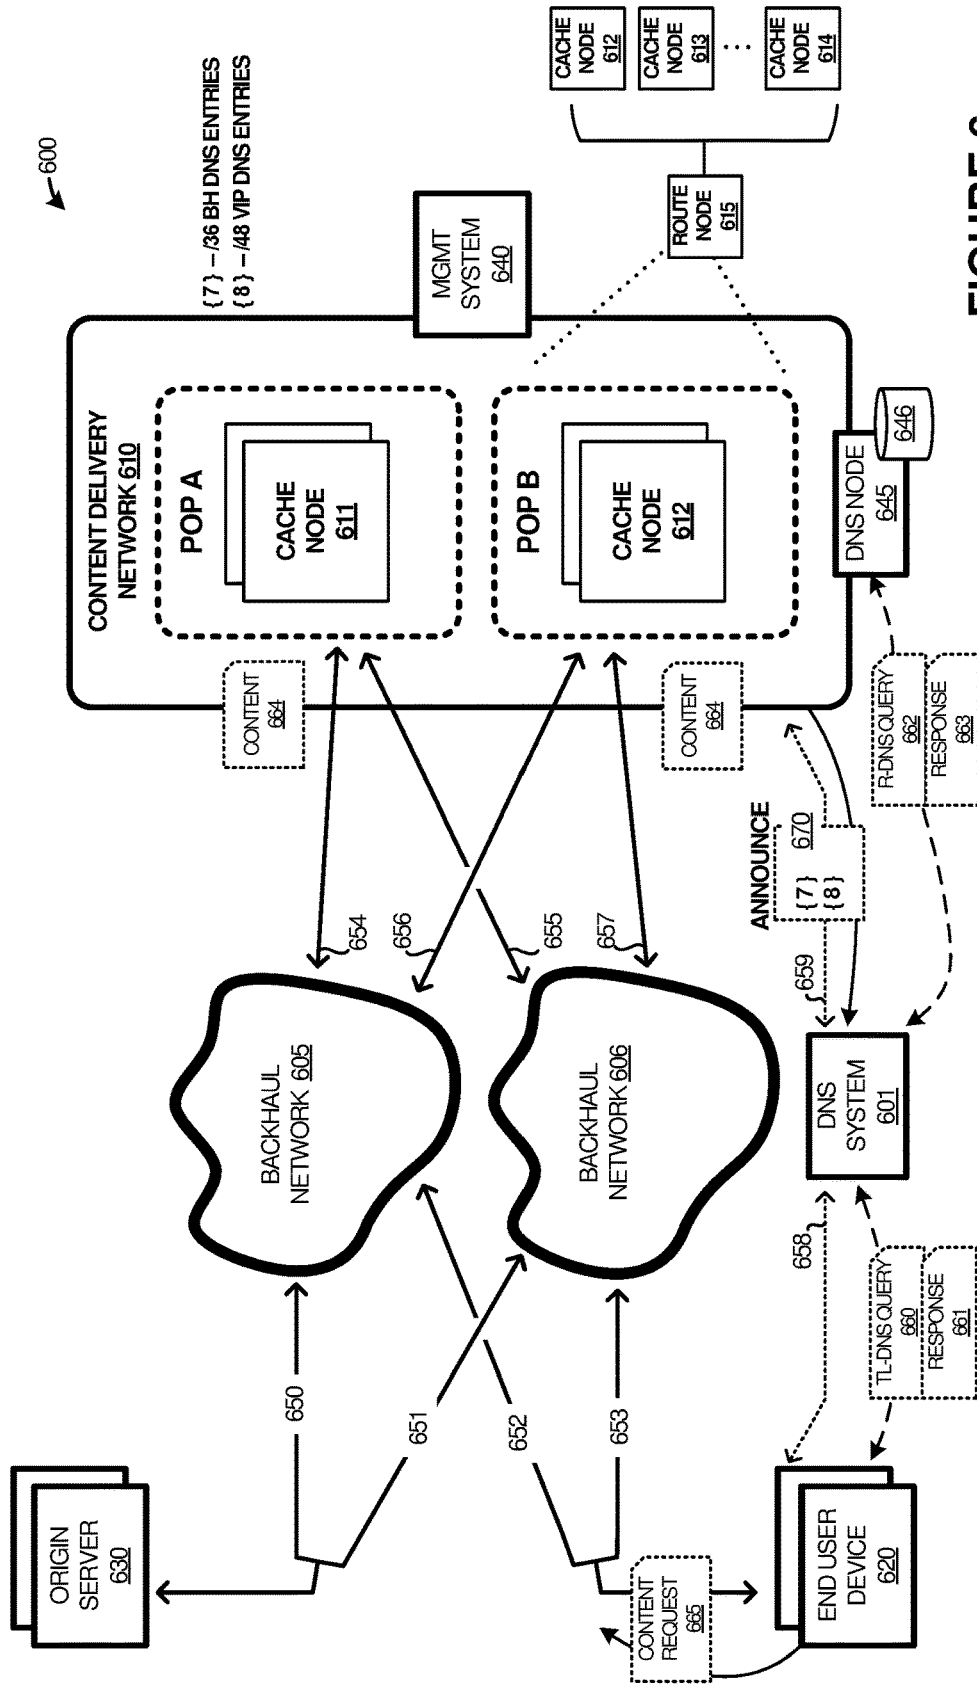 600
{7} – /36 BH DNS ENTRIES
{8} – /48 VIP DNS ENTRIES
ORIGIN
SERVER
630
650
651
652
653
BACKHAUL
NETWORK 605
BACKHAUL
NETWORK 606
654
656
655
657
CONTENT
664
CONTENT
664
CONTENT DELIVERY
NETWORK 610
POP A
CACHE
NODE
611
POP B
CACHE
NODE
612
MGMT
SYSTEM
640
ROUTE
NODE
615
CACHE
NODE
612
CACHE
NODE
613
...
CACHE
NODE
614
CONTENT
REQUEST
665
END USER
DEVICE
620
658
TL-DNS QUERY
660
RESPONSE
661
DNS
SYSTEM
601
659
ANNOUNCE
670
{7}
{8}
R-DNS QUERY
662
RESPONSE
663
DNS NODE
645
646
FIGURE